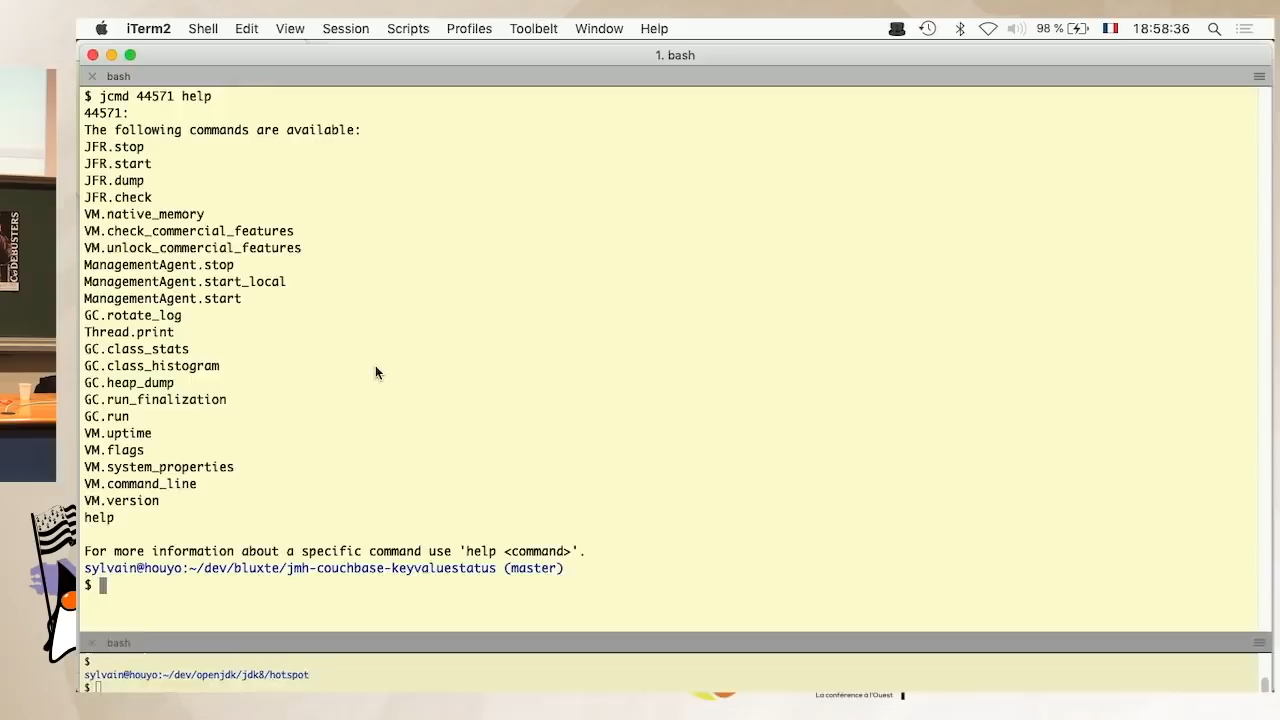 iTerm2 Shell Edit View Session Scripts Profiles Toolbelt Window Help 98 % 18:58:36
1. bash
bash
$ jcmd 44571 help
44571:
The following commands are available:
JFR.stop
JFR.start
JFR.dump
JFR.check
VM.native_memory
VM.check_commercial_features
VM.unlock_commercial_features
ManagementAgent.stop
ManagementAgent.start_local
ManagementAgent.start
GC.rotate_log
Thread.print
GC.class_stats
GC.class_histogram
GC.heap_dump
GC.run_finalization
GC.run
VM.uptime
VM.flags
VM.system_properties
VM.command_line
VM.version
help
For more information about a specific command use 'help <command>'.
sylvain@houyo:~/dev/bluxte/jmh-couchbase-keyvaluestatus (master)
$
bash
$
sylvain@houyo:~/dev/openjdk/jdk8/hotspot
$
La conférence à l'Ouest
CODEBUSTERS